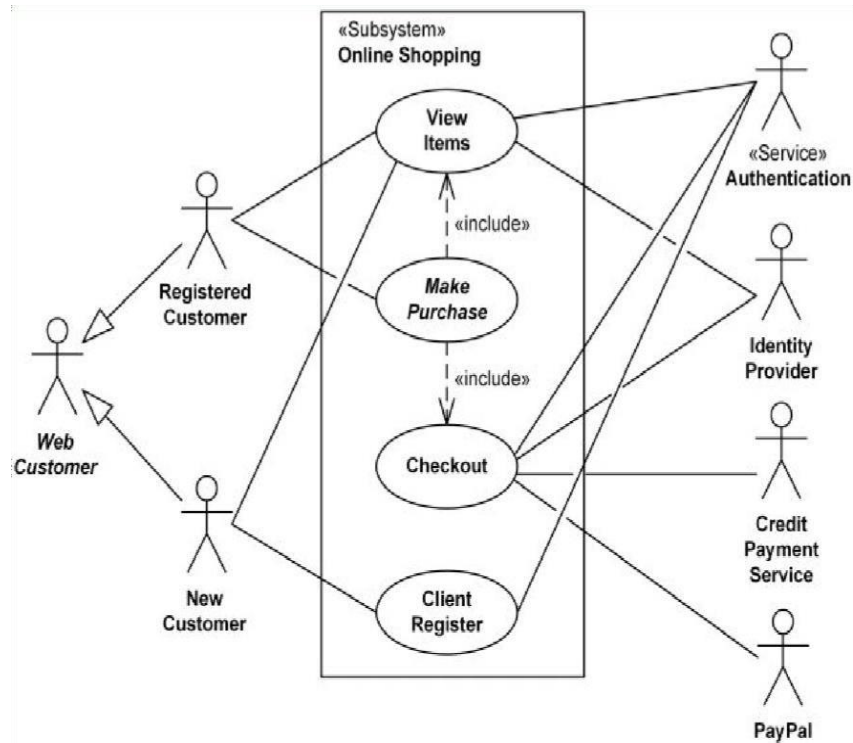 «Subsystem»
Online Shopping
View
Items
«Service»
Authentication
«include»
Registered
Customer
Make
Purchase
Identity
Provider
«include»
Web
Customer
Checkout
Credit
Payment
Service
New
Customer
Client
Register
PayPal